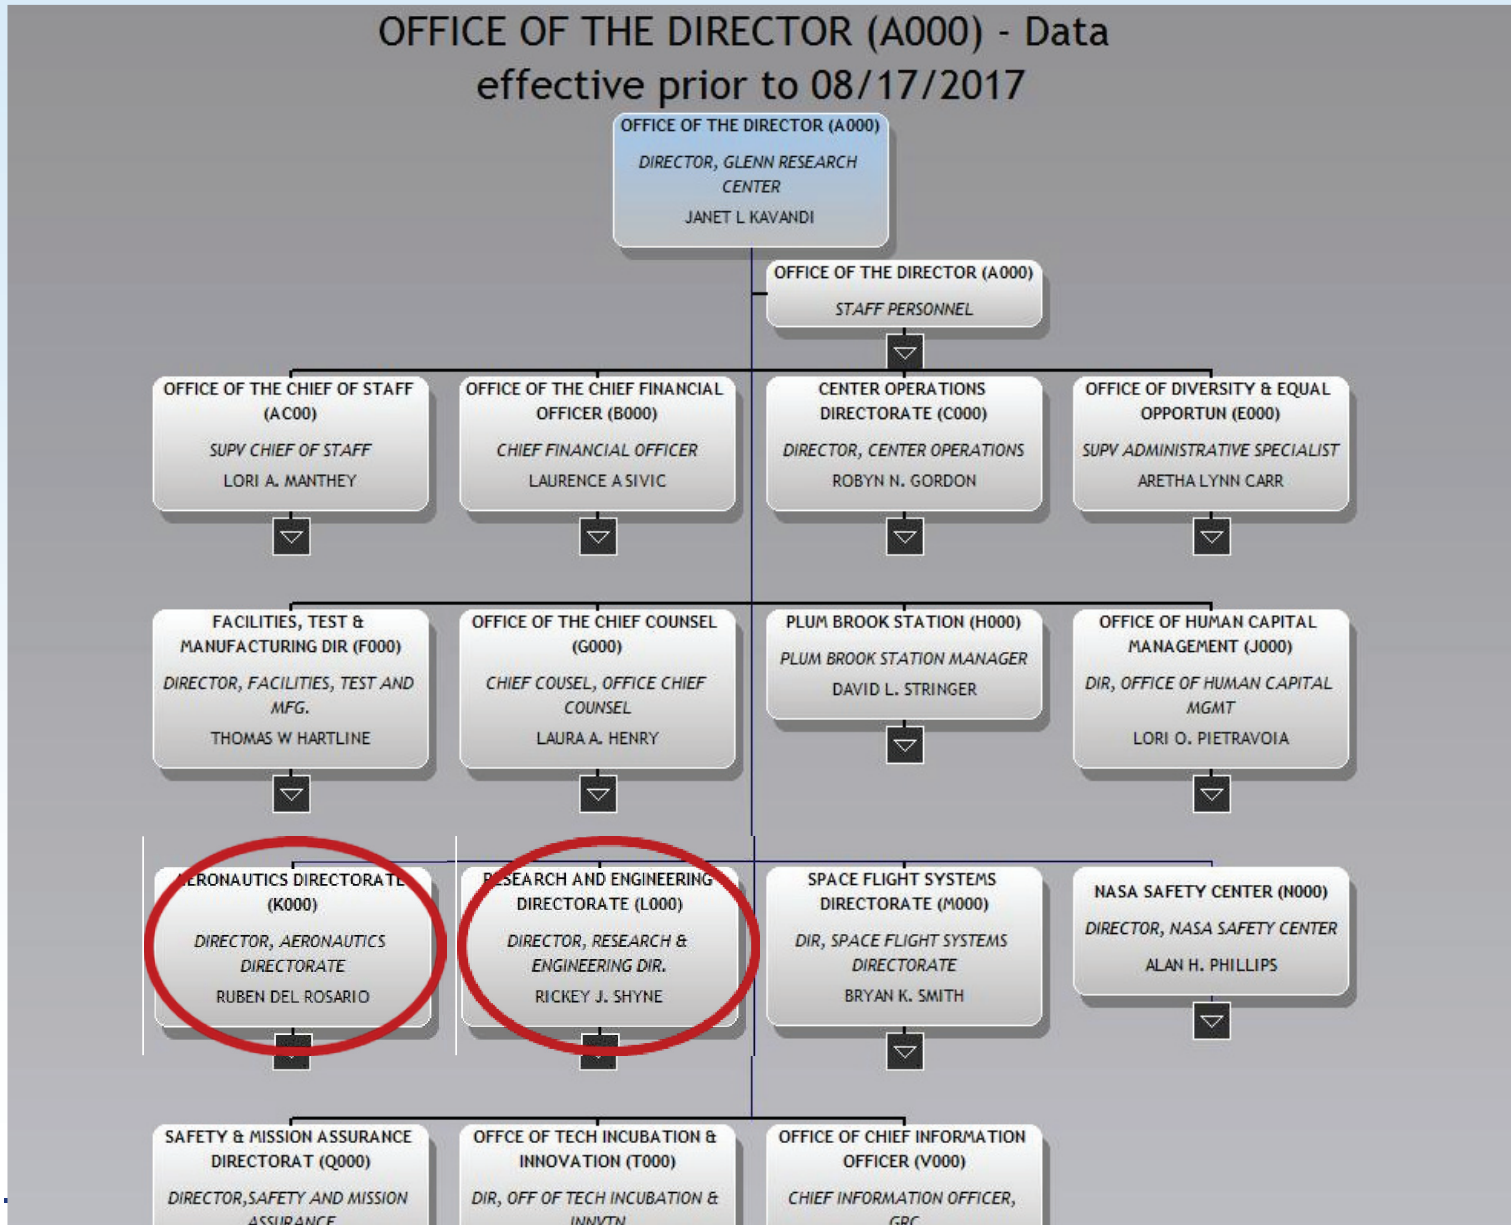 OFFICE OF THE DIRECTOR (A000) - Data
effective prior to 08/17/2017
OFFICE OF THE DIRECTOR (A000)
DIRECTOR, GLENN RESEARCH
CENTER
JANET L KAVANDI
OFFICE OF THE DIRECTOR (A000)
STAFF PERSONNEL
OFFICE OF THE CHIEF OF STAFF
(AC00)
SUPV CHIEF OF STAFF
LORI A. MANTHEY
OFFICE OF THE CHIEF FINANCIAL
OFFICER (B000)
CHIEF FINANCIAL OFFICER
LAURENCE A SIVIC
CENTER OPERATIONS
DIRECTORATE (C000)
DIRECTOR, CENTER OPERATIONS
ROBYN N. GORDON
OFFICE OF DIVERSITY & EQUAL
OPPORTUN (E000)
SUPV ADMINISTRATIVE SPECIALIST
ARETHA LYNN CARR
FACILITIES, TEST &
MANUFACTURING DIR (F000)
DIRECTOR, FACILITIES, TEST AND
MFG.
THOMAS W HARTLINE
OFFICE OF THE CHIEF COUNSEL
(G000)
CHIEF COUSEL, OFFICE CHIEF
COUNSEL
LAURA A. HENRY
PLUM BROOK STATION (H000)
PLUM BROOK STATION MANAGER
DAVID L. STRINGER
OFFICE OF HUMAN CAPITAL
MANAGEMENT (J000)
DIR, OFFICE OF HUMAN CAPITAL
MGMT
LORI O. PIETRAVOIA
AERONAUTICS DIRECTORATE
(K000)
DIRECTOR, AERONAUTICS
DIRECTORATE
RUBEN DEL ROSARIO
RESEARCH AND ENGINEERING
DIRECTORATE (L000)
DIRECTOR, RESEARCH &
ENGINEERING DIR.
RICKEY J. SHYNE
SPACE FLIGHT SYSTEMS
DIRECTORATE (M000)
DIR, SPACE FLIGHT SYSTEMS
DIRECTORATE
BRYAN K. SMITH
NASA SAFETY CENTER (N000)
DIRECTOR, NASA SAFETY CENTER
ALAN H. PHILLIPS
SAFETY & MISSION ASSURANCE
DIRECTORAT (Q000)
DIRECTOR,SAFETY AND MISSION
ASSURANCE
OFFCE OF TECH INCUBATION &
INNOVATION (T000)
DIR, OFF OF TECH INCUBATION &
INNVTN
OFFICE OF CHIEF INFORMATION
OFFICER (V000)
CHIEF INFORMATION OFFICER,
GRC